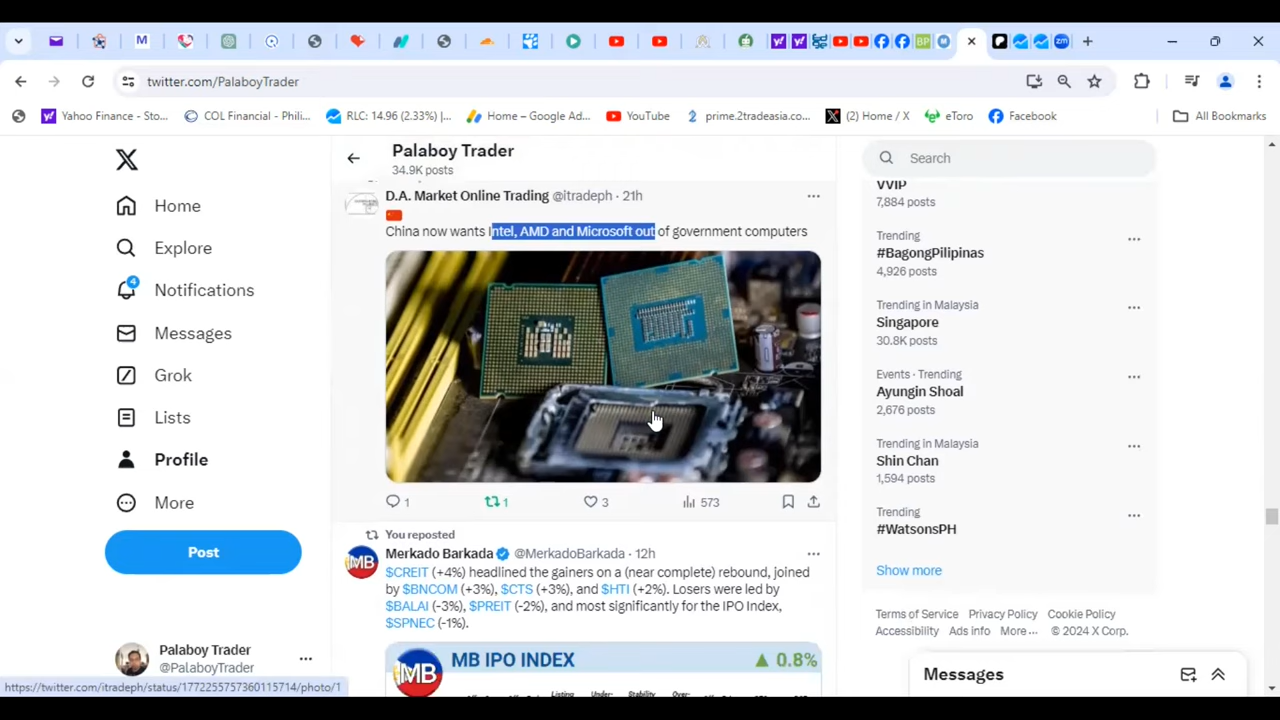 twitter.com/PalaboyTrader
Yahoo Finance - Sto...
COL Financial - Phili...
RLC: 14.96 (2.33%) |...
Home – Google Ad...
YouTube
prime.2tradeasia.co...
(2) Home / X
eToro
Facebook
All Bookmarks
Palaboy Trader
34.9K posts
Search
Home
Explore
4
Notifications
Messages
Grok
Lists
Profile
More
Post
Palaboy Trader
@PalaboyTrader
https://twitter.com/itradeph/status/1772255757360115714/photo/1
D.A. Market Online Trading @itradeph · 21h
China now wants Intel, AMD and Microsoft out of government computers
1
1
3
573
You reposted
Merkado Barkada @MerkadoBarkada · 12h
$CREIT (+4%) headlined the gainers on a (near complete) rebound, joined
by $BNCOM (+3%), $CTS (+3%), and $HTI (+2%). Losers were led by
$BALAI (-3%), $PREIT (-2%), and most significantly for the IPO Index,
$SPNEC (-1%).
MB
MB
MB IPO INDEX
▲ 0.8%
Listing
Under-
Stability
Over-
VVIP
7,884 posts
Trending
#BagongPilipinas
4,926 posts
Trending in Malaysia
Singapore
30.8K posts
Events · Trending
Ayungin Shoal
2,676 posts
Trending in Malaysia
Shin Chan
1,594 posts
Trending
#WatsonsPH
Show more
Terms of Service Privacy Policy Cookie Policy
Accessibility Ads info More ··· © 2024 X Corp.
Messages